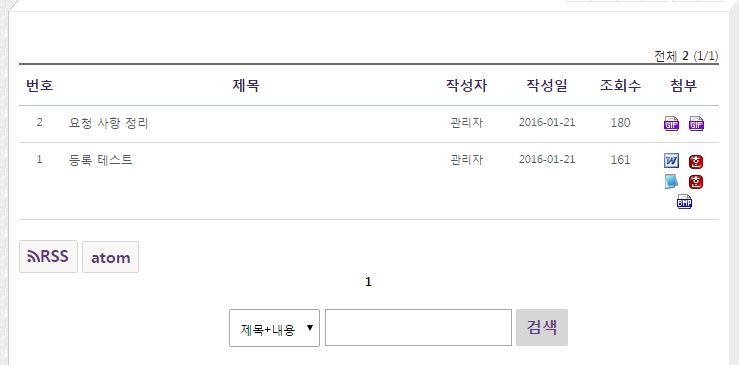 전체 2 (1/1)
번호 제목 작성자 작성일 조회수 첨부
2 요청 사항 정리 관리자 2016-01-21 180 GIF GIF
1 등록 테스트 관리자 2016-01-21 161 W 호
호
BMP
RSS atom
1
제목+내용 검색